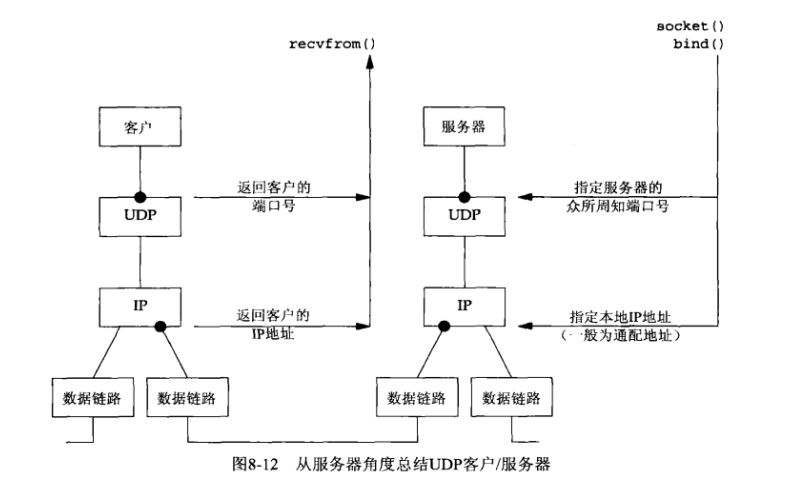 socket()
recvfrom()
bind()
客户
服务器
返回客户的
端口号
指定服务器的
众所周知端口号
UDP
UDP
IP
IP
返回客户的
IP地址
指定本地IP地址
(一般为通配地址)
数据链路
数据链路
数据链路
数据链路
图8-12 从服务器角度总结UDP客户/服务器